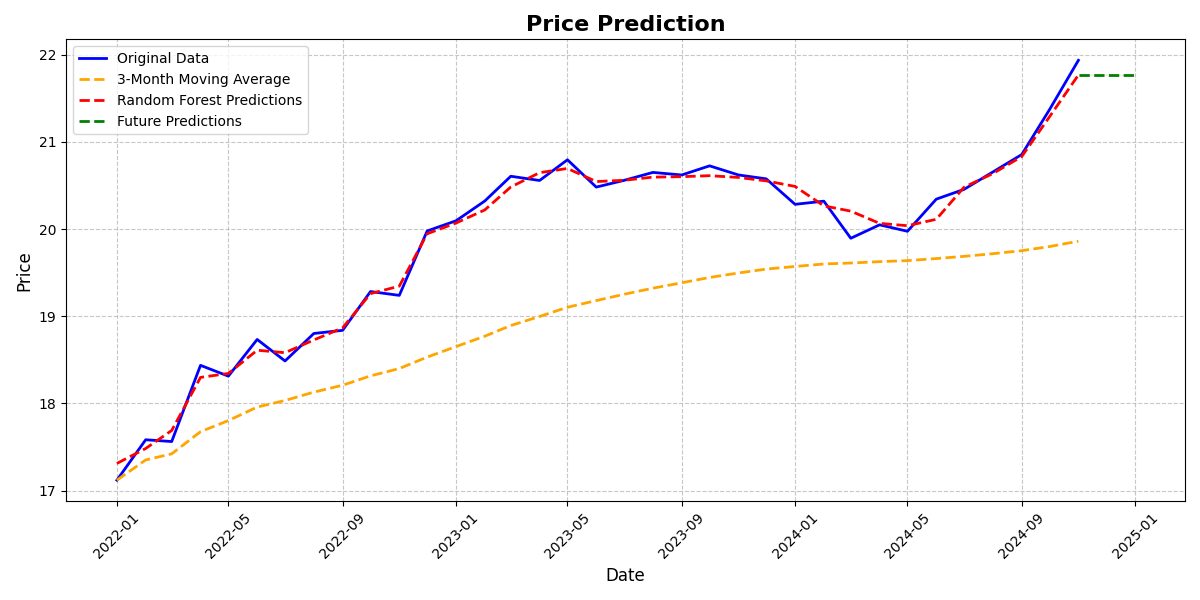 Price Prediction
Original Data
3-Month Moving Average
Random Forest Predictions
Future Predictions
22
21
20
19
18
17
Price
2022-01
2022-05
2022-09
2023-01
2023-05
2023-09
2024-01
2024-05
2024-09
2025-01
Date